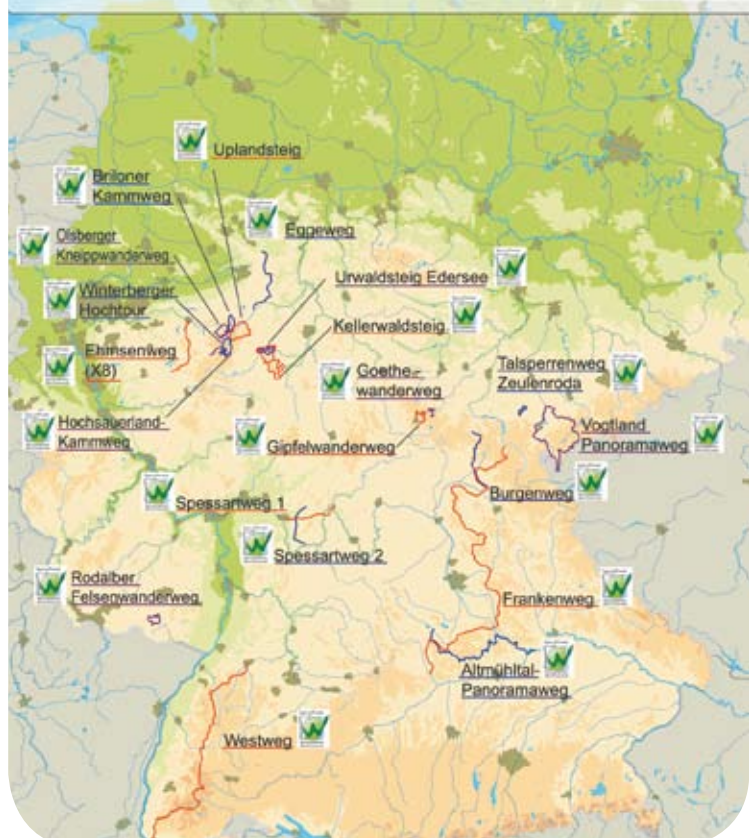 Uplandsteig
Briloner
Kammweg
Eggeweg
Olsberger
Kneippwanderweg
Urwaldsteig Edersee
Winterberger
Hochtour
Kellerwaldsteig
Ehmsenweg
(X8)
Goethe-
wanderweg
Talsperrenweg
Zeulenroda
Hochsauerland-
Kammweg
Gipfelwanderweg
Vogtland
Panoramaweg
Burgenweg
Spessartweg 1
Spessartweg 2
Rodalber
Felsenwanderweg
Frankenweg
Altmühltal-
Panoramaweg
Westweg